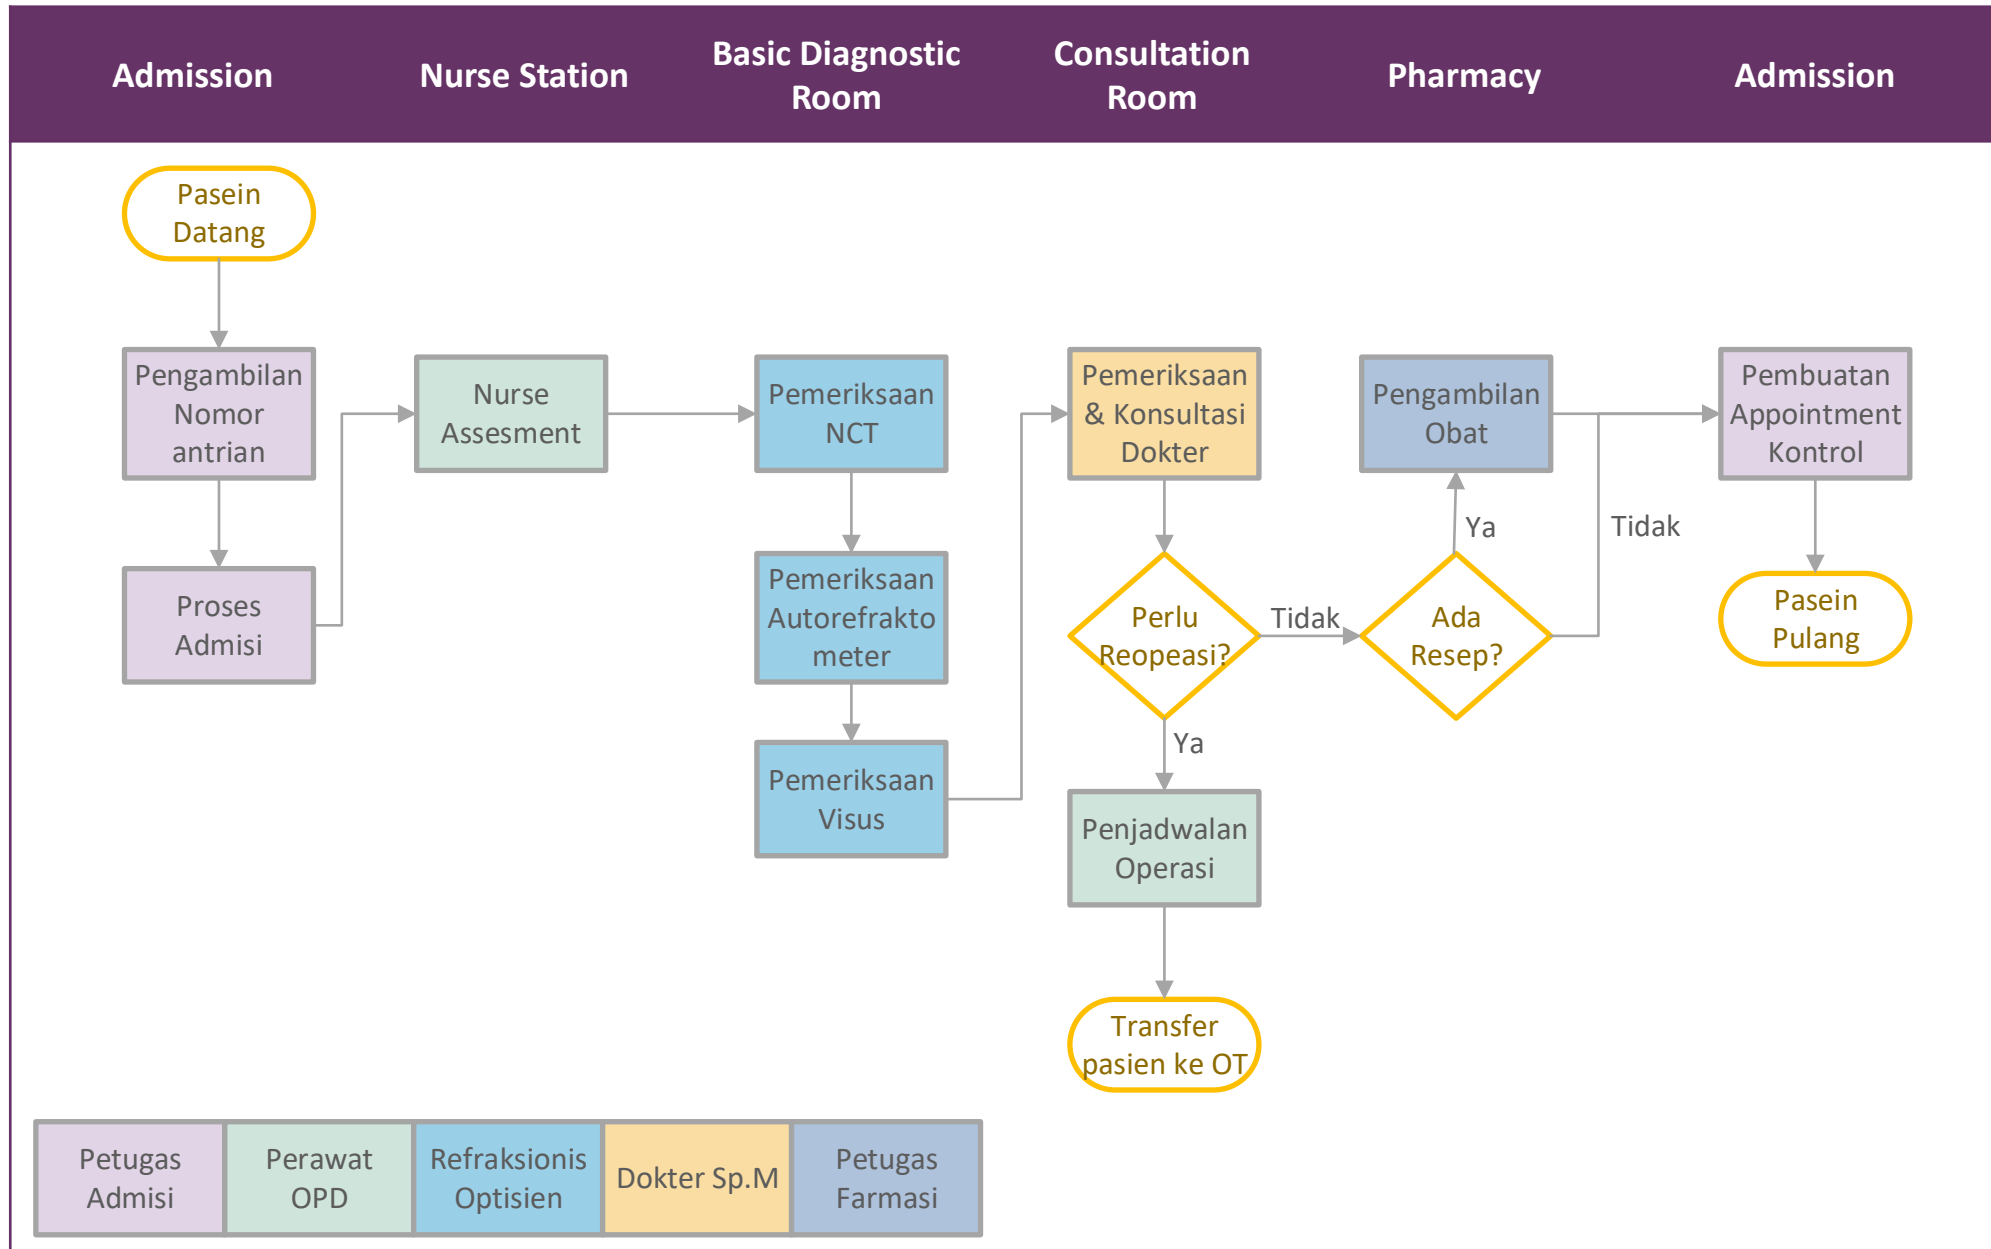 Admission
Nurse Station
Basic Diagnostic
Room
Consultation
Room
Pharmacy
Admission
Pasein
Datang
Pengambilan
Nomor
antrian
Proses
Admisi
Nurse
Assesment
Pemeriksaan
NCT
Pemeriksaan
Autorefrakto
meter
Pemeriksaan
Visus
Pemeriksaan
& Konsultasi
Dokter
Perlu
Reopeasi?
Tidak
Ya
Penjadwalan
Operasi
Transfer
pasien ke OT
Pengambilan
Obat
Ya
Ada
Resep?
Tidak
Pembuatan
Appointment
Kontrol
Pasein
Pulang
Petugas
Admisi
Perawat
OPD
Refraksionis
Optisien
Dokter Sp.M
Petugas
Farmasi